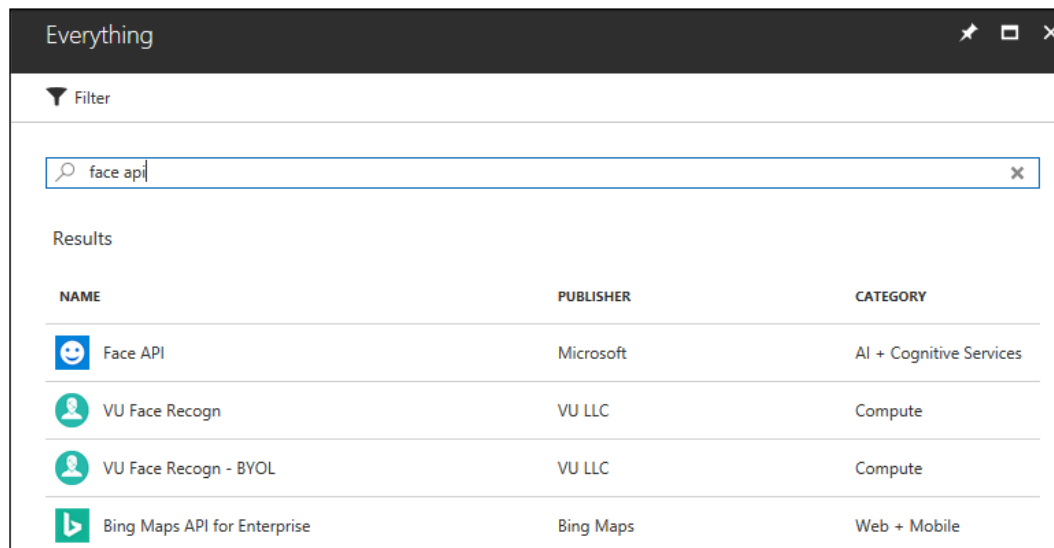 Everything
Filter
face api
Results
NAME PUBLISHER CATEGORY
Face API Microsoft AI + Cognitive Services
VU Face Recogn VU LLC Compute
VU Face Recogn - BYOL VU LLC Compute
Bing Maps API for Enterprise Bing Maps Web + Mobile